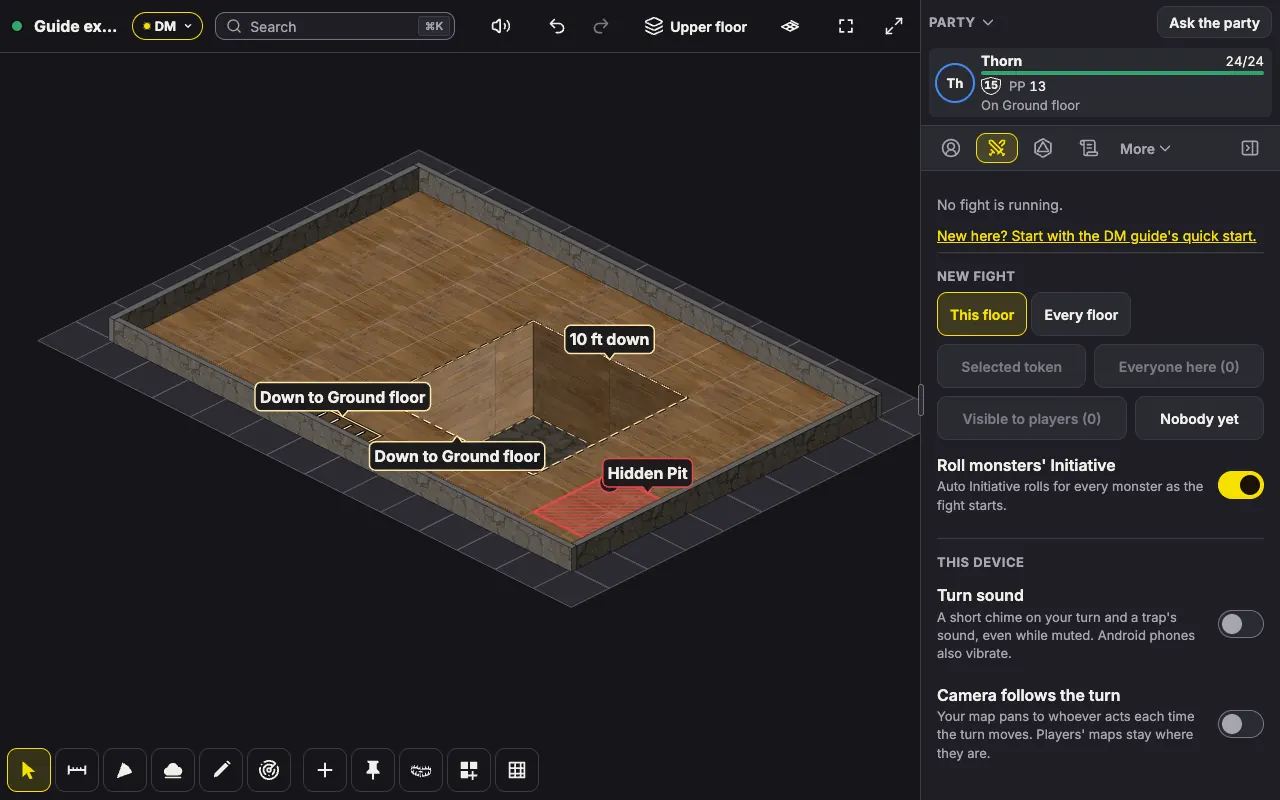 Guide ex...
DM
Search
⌘K
Upper floor
PARTY
Ask the party
Th
Thorn
24/24
15
PP 13
On Ground floor
More
No fight is running.
New here? Start with the DM guide's quick start.
NEW FIGHT
This floor
Every floor
Selected token
Everyone here (0)
Visible to players (0)
Nobody yet
Roll monsters' Initiative
Auto Initiative rolls for every monster as the
fight starts.
THIS DEVICE
Turn sound
A short chime on your turn and a trap's
sound, even while muted. Android phones
also vibrate.
Camera follows the turn
Your map pans to whoever acts each time
the turn moves. Players' maps stay where
they are.
10 ft down
Down to Ground floor
Down to Ground floor
Hidden Pit